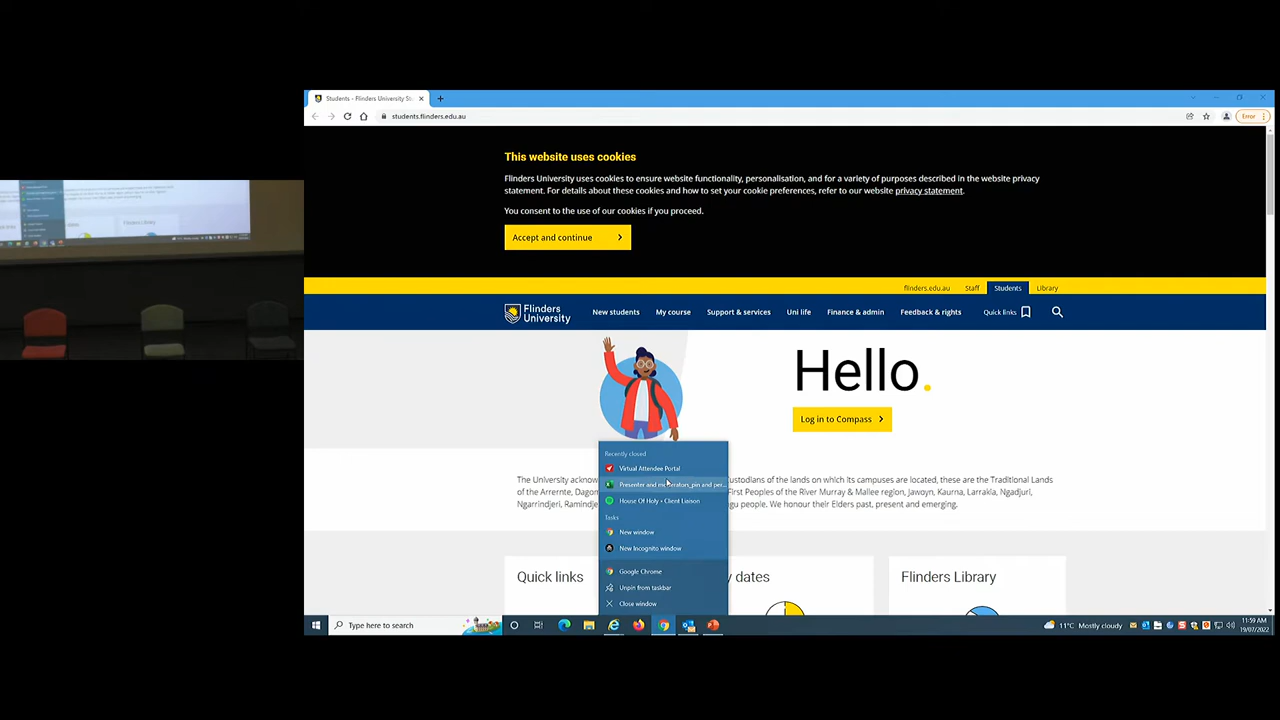 Students - Flinders University St
students.flinders.edu.au
Error
This website uses cookies
Flinders University uses cookies to ensure website functionality, personalisation, and for a variety of purposes described in the website privacy
statement. For details about these cookies and how to set your cookie preferences, refer to our website privacy statement.
You consent to the use of our cookies if you proceed.
Accept and continue
flinders.edu.au Staff Students Library
Flinders University
New students My course Support & services Uni life Finance & admin Feedback & rights Quick links
Hello.
Log in to Compass
Recently closed
Virtual Attendee Portal
Presenter and moderators_pin and per...
House Of Holy • Client Liaison
Tasks
New window
New Incognito window
Google Chrome
Unpin from taskbar
Close window
The University acknow
Custodians of the lands on which its campuses are located, these are the Traditional Lands
of the Arrernte, Dagom
First Peoples of the River Murray & Mallee region, Jawoyn, Kaurna, Larrakia, Ngadjuri,
Ngarrindjeri, Ramindje
gu people. We honour their Elders past, present and emerging.
Quick links
y dates
Flinders Library
Type here to search
11°C Mostly cloudy
11:59 AM
19/07/2022